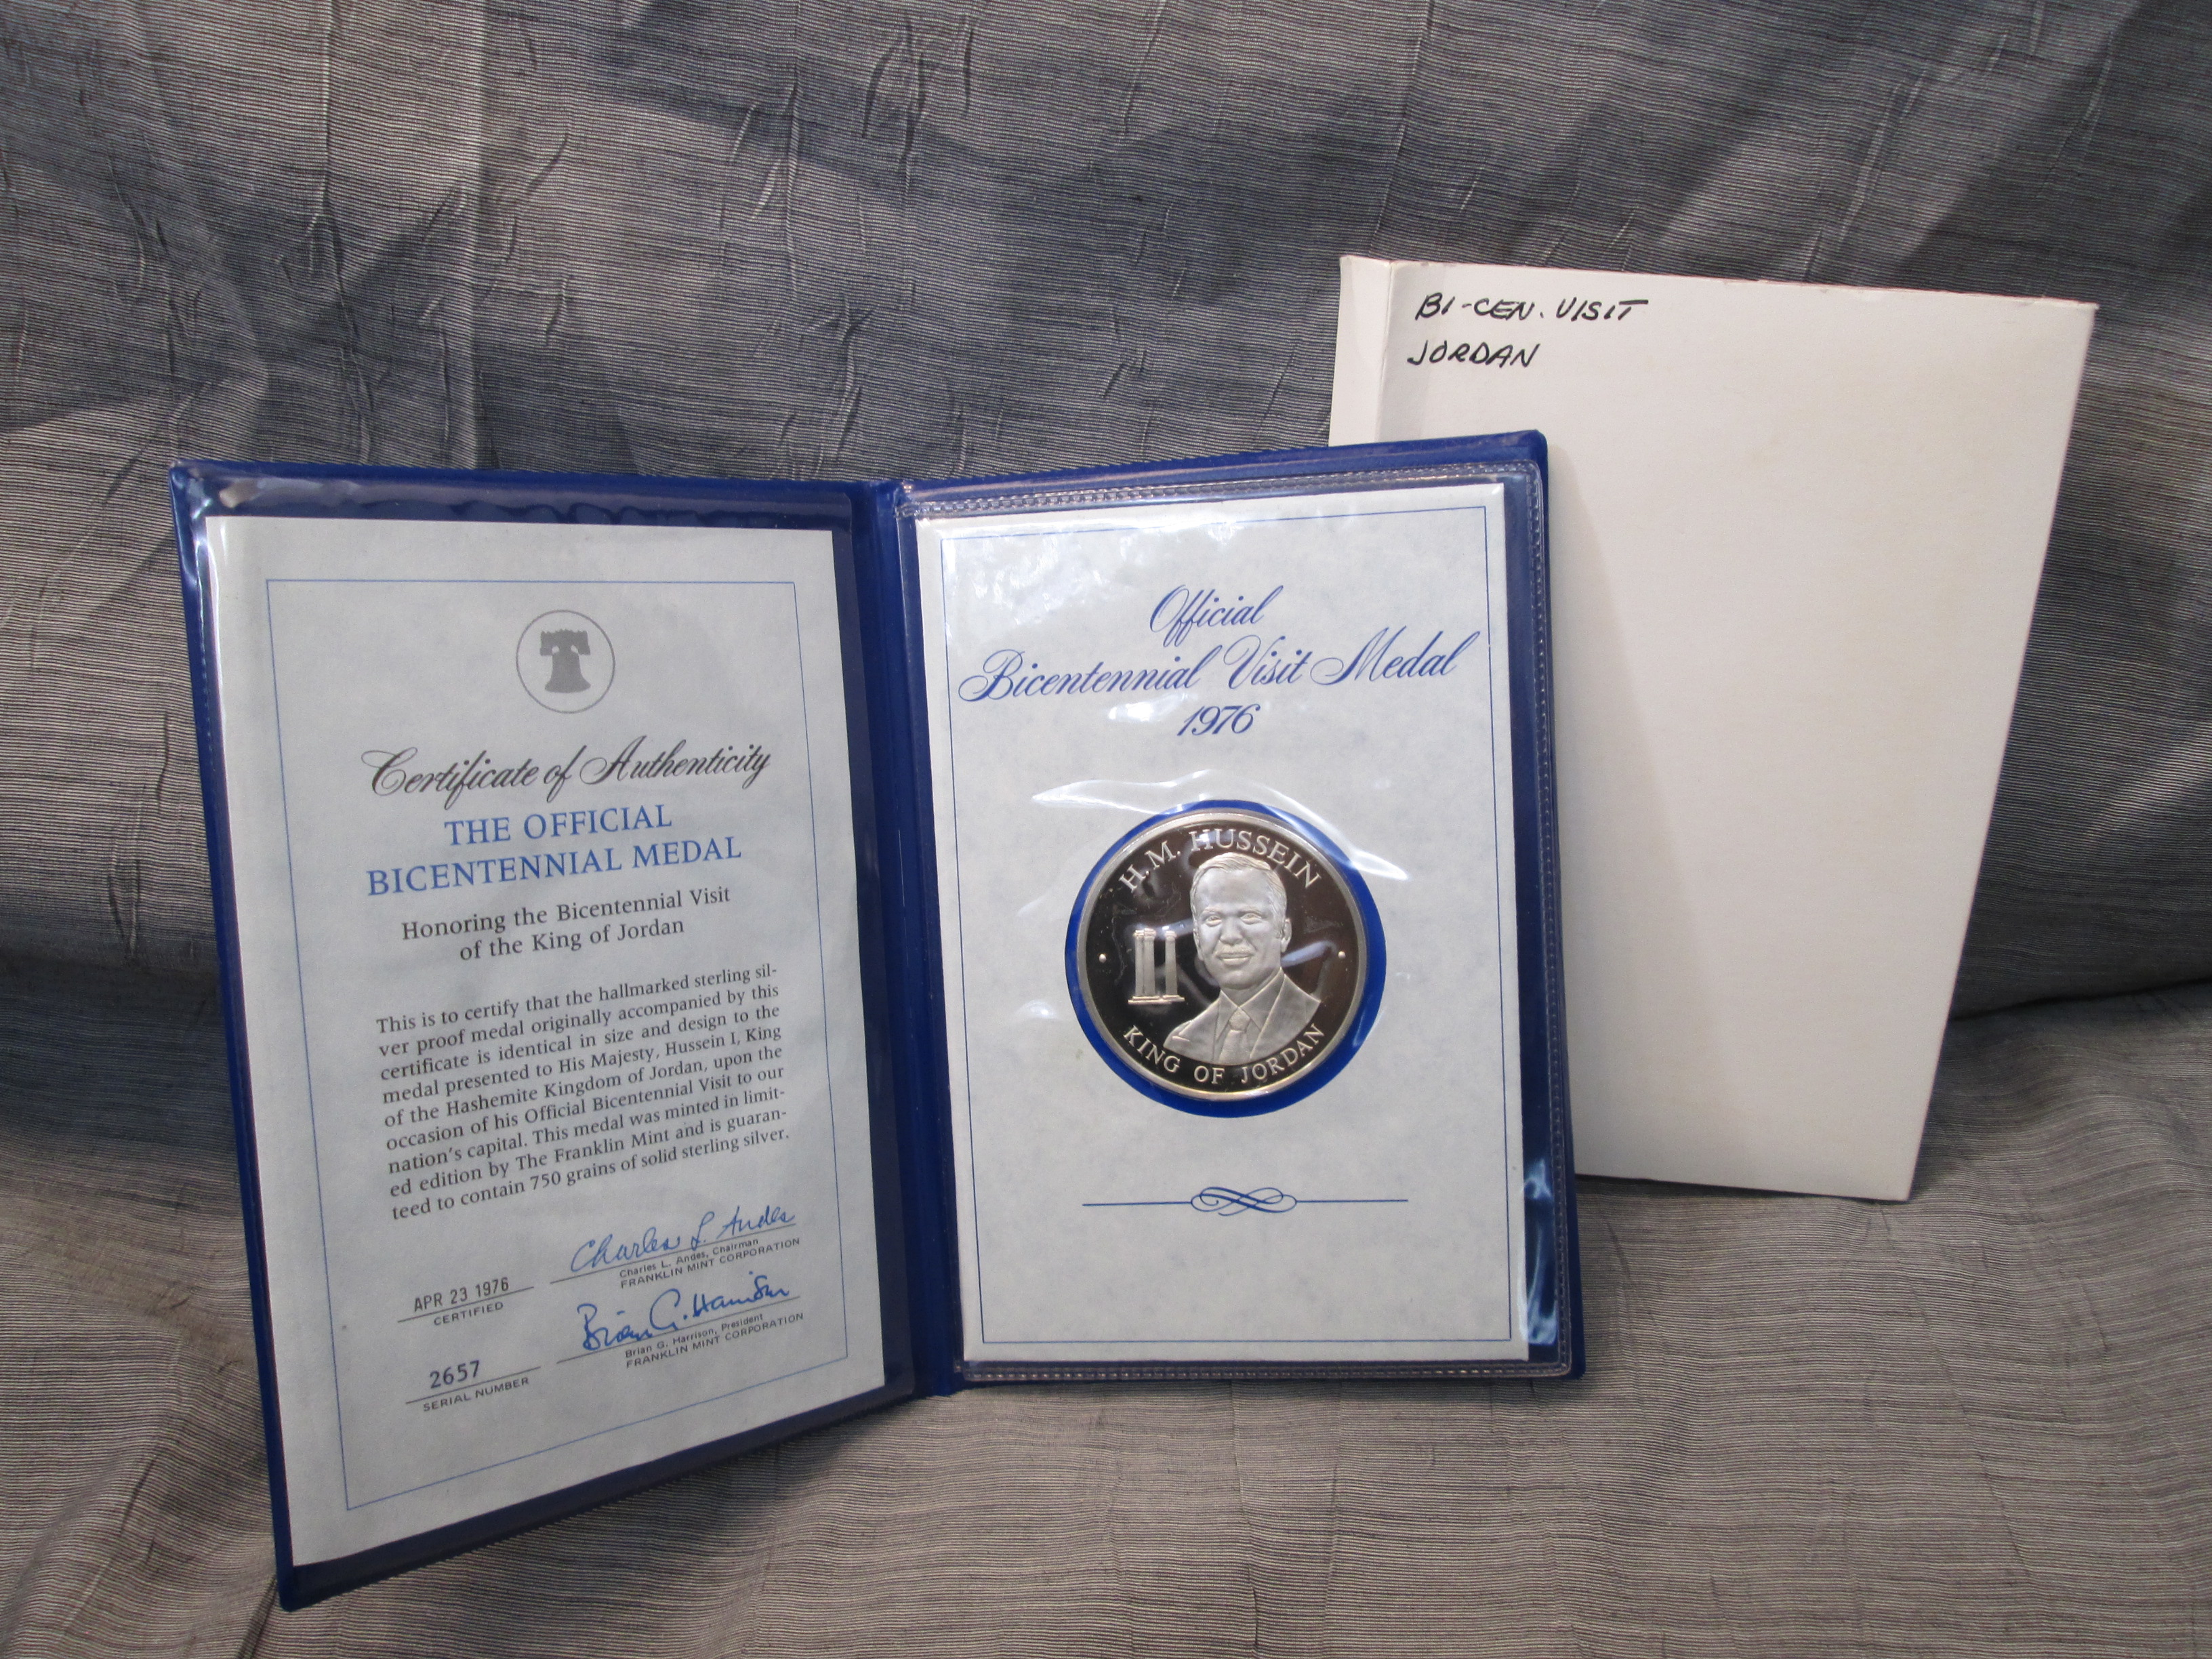 BI-CEN. VISIT
JORDAN
Certificate of Authenticity
THE OFFICIAL
BICENTENNIAL MEDAL
Honoring the Bicentennial Visit
of the King of Jordan
This is to certify that the hallmarked sterling sil-
ver proof medal originally accompanied by this
certificate is identical in size and design to the
medal presented to His Majesty, Hussein I, King
of the Hashemite Kingdom of Jordan, upon the
occasion of his Official Bicentennial Visit to our
nation's capital. This medal was minted in limit-
ed edition by The Franklin Mint and is guaran-
teed to contain 750 grains of solid sterling silver.
Charles L. Andes
Charles L. Andes, Chairman
FRANKLIN MINT CORPORATION
APR 23 1976
CERTIFIED
Brian G. Harrison
Brian G. Harrison, President
FRANKLIN MINT CORPORATION
2657
SERIAL NUMBER
Official
Bicentennial Visit Medal
1976
H.M. HUSSEIN
KING OF JORDAN